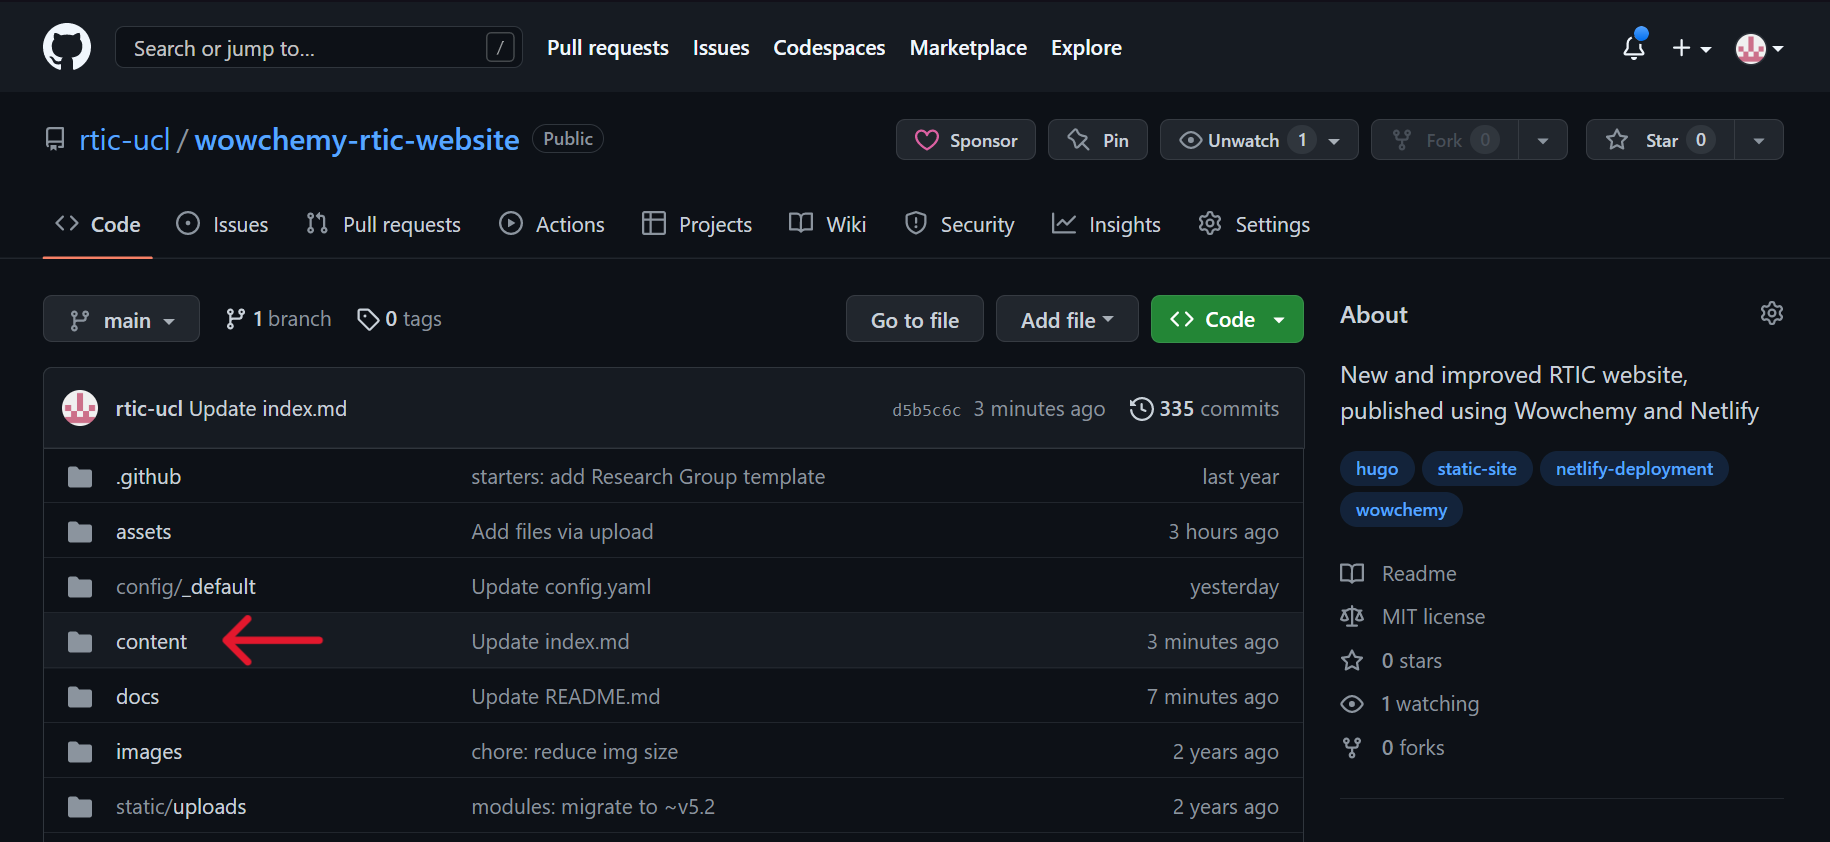 Search or jump to... /
Pull requests Issues Codespaces Marketplace Explore
rtic-ucl / wowchemy-rtic-website Public
Sponsor Pin Unwatch 1 Fork 0 Star 0
Code Issues Pull requests Actions Projects Wiki Security Insights Settings
main 1 branch 0 tags Go to file Add file Code
rtic-ucl Update index.md d5b5c6c 3 minutes ago 335 commits
.github starters: add Research Group template last year
assets Add files via upload 3 hours ago
config/_default Update config.yaml yesterday
content Update index.md 3 minutes ago
docs Update README.md 7 minutes ago
images chore: reduce img size 2 years ago
static/uploads modules: migrate to ~v5.2 2 years ago
About
New and improved RTIC website,
published using Wowchemy and Netlify
hugo static-site netlify-deployment
wowchemy
Readme
MIT license
0 stars
1 watching
0 forks